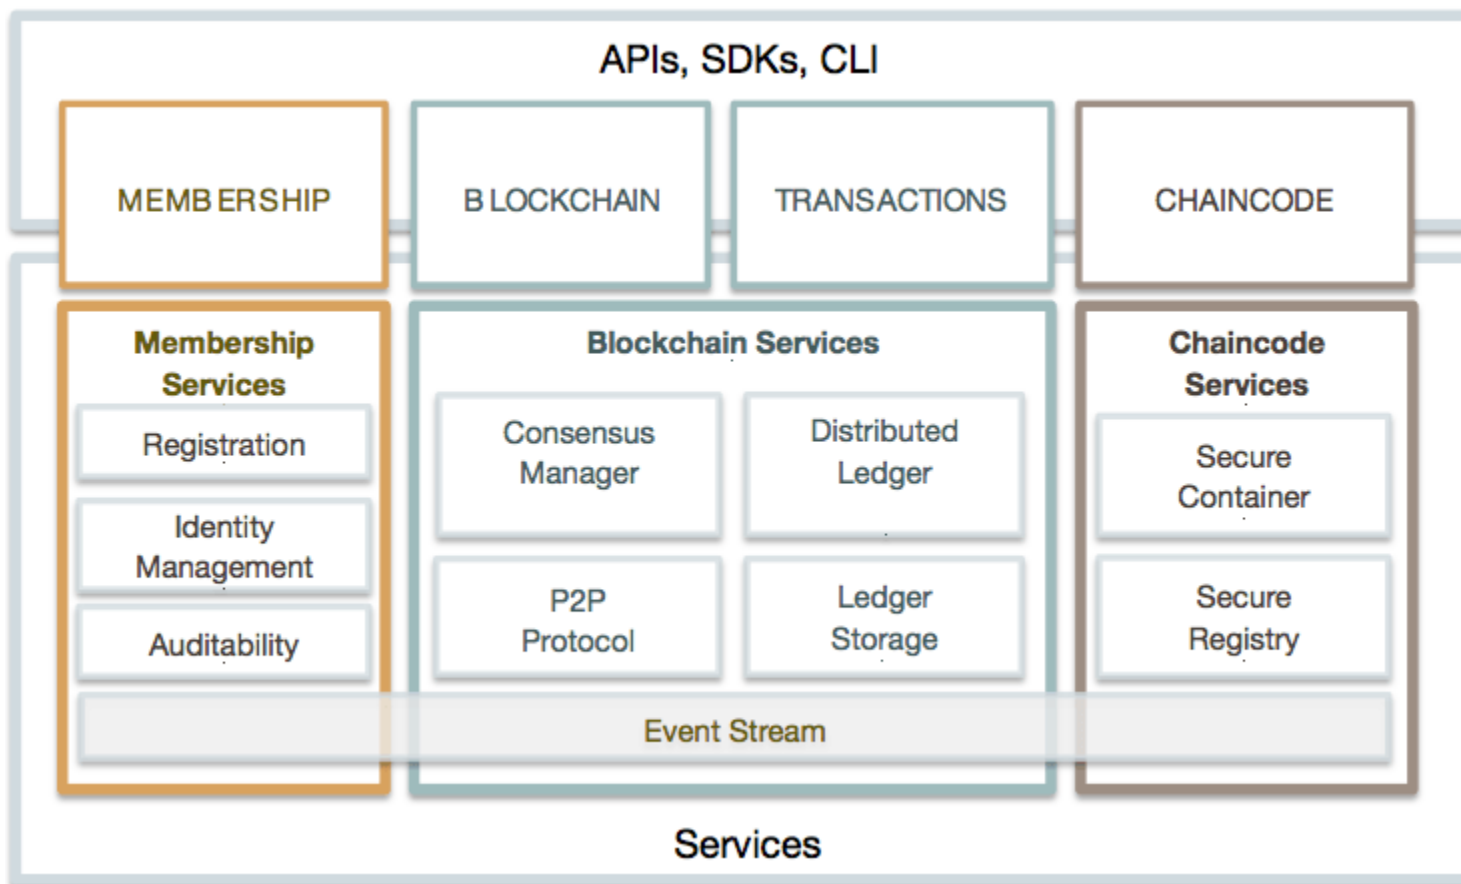 APIs, SDKs, CLI
MEMBERSHIP
BLOCKCHAIN
TRANSACTIONS
CHAINCODE
Membership
Services
Registration
Identity
Management
Auditability
Blockchain Services
Consensus
Manager
Distributed
Ledger
P2P
Protocol
Ledger
Storage
Chaincode
Services
Secure
Container
Secure
Registry
Event Stream
Services